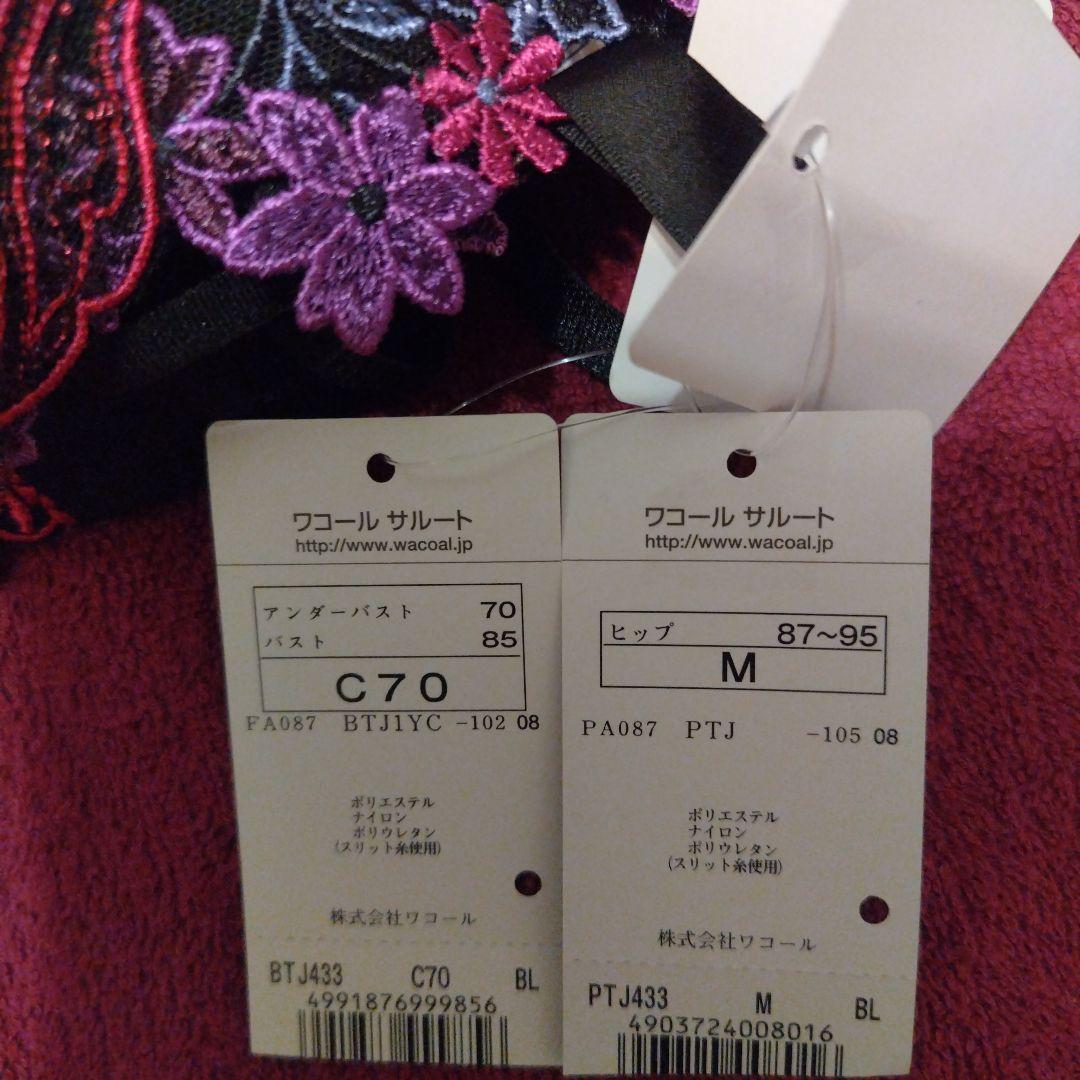 ワコール サルート
http://www.wacoal.jp
アンダーバスト 70
バスト 85
C70
FA087 BTJ1YC -102 08
ポリエステル
ナイロン
ポリウレタン
(スリット糸使用)
株式会社ワコール
BTJ433 C70 BL
4991876999856
ワコール サルート
http://www.wacoal.jp
ヒップ 87~95
M
PA087 PTJ -105 08
ポリエステル
ナイロン
ポリウレタン
(スリット糸使用)
株式会社ワコール
PTJ433 M BL
4903724008016